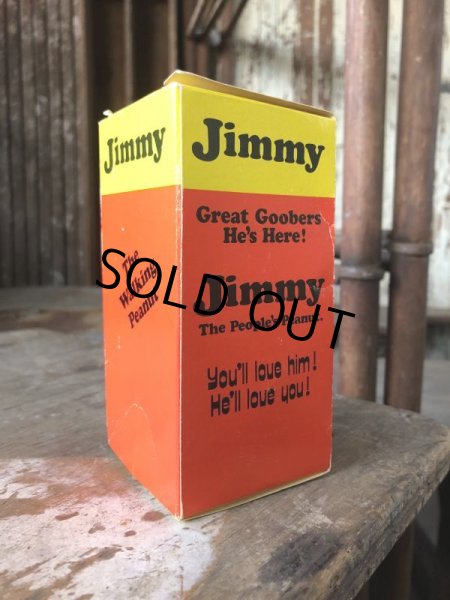 Jimmy
The
Walking
Peanut
Jimmy
Great Goobers
He's Here!
Jimmy
The People's Peanut.
You'll love him!
He'll love you!
SOLD OUT